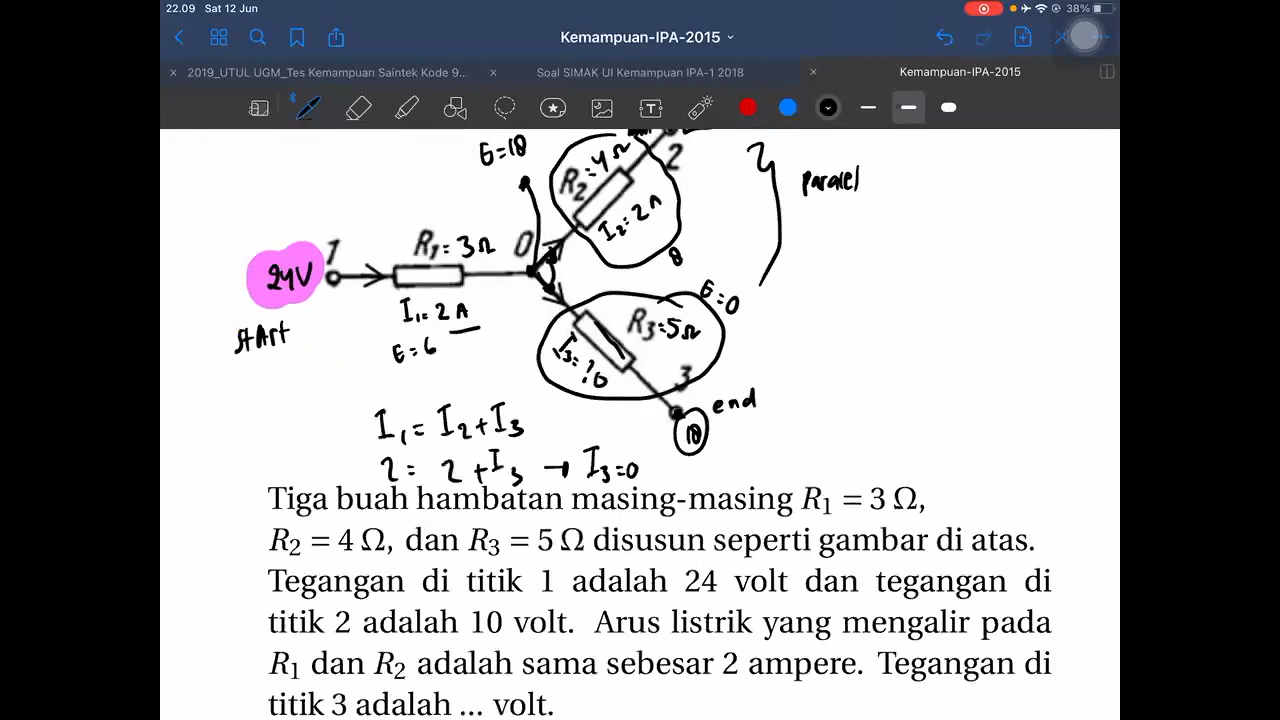 22.09 Sat 12 Jun
38%
Kemampuan-IPA-2015
2019_UTUL UGM_Tes Kemampuan Saintek Kode 9...
Soal SIMAK UI Kemampuan IPA-1 2018
Kemampuan-IPA-2015
E=18
R2=4Ω
2
I2=2A
8
paralel
24V
1
R1=3Ω
0
I1=2A
E=6
start
E=0
R3=5Ω
I3=?0
3
end
I1=I2+I3
2=2+I3→I3=0
Tiga buah hambatan masing-masing R1 = 3 Ω,
R2 = 4 Ω, dan R3 = 5 Ω disusun seperti gambar di atas.
Tegangan di titik 1 adalah 24 volt dan tegangan di
titik 2 adalah 10 volt. Arus listrik yang mengalir pada
R1 dan R2 adalah sama sebesar 2 ampere. Tegangan di
titik 3 adalah ... volt.